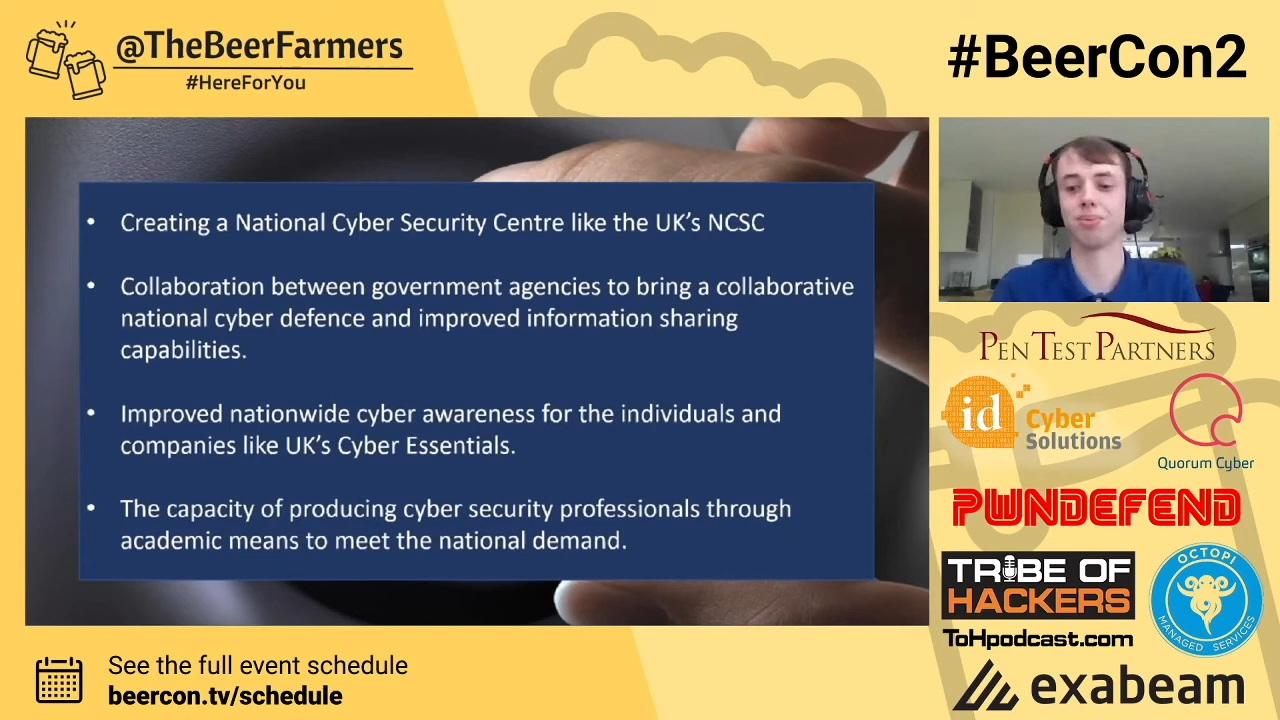 @TheBeerFarmers
#HereForYou
#BeerCon2
• Creating a National Cyber Security Centre like the UK's NCSC
• Collaboration between government agencies to bring a collaborative
national cyber defence and improved information sharing
capabilities.
• Improved nationwide cyber awareness for the individuals and
companies like UK's Cyber Essentials.
• The capacity of producing cyber security professionals through
academic means to meet the national demand.
PEN TEST PARTNERS
id Cyber
Solutions
Quorum Cyber
PWNDEFEND
TRIBE OF
HACKERS
ToHpodcast.com
OCTOPI
MANAGED SERVICES
exabeam
See the full event schedule
beercon.tv/schedule